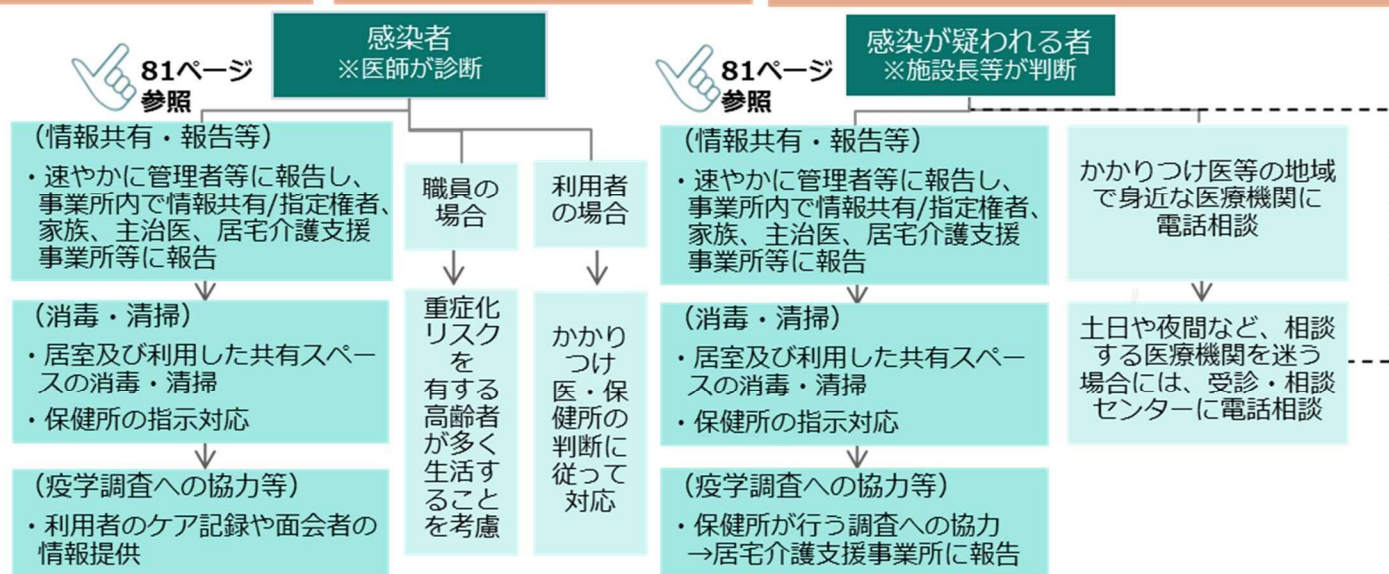 感染者
※医師が診断
81ページ
参照
（情報共有・報告等）
・速やかに管理者等に報告し、
事業所内で情報共有/指定権者、
家族、主治医、居宅介護支援
事業所等に報告
（消毒・清掃）
・居室及び利用した共有スペー
スの消毒・清掃
・保健所の指示対応
（疫学調査への協力等）
・利用者のケア記録や面会者の
情報提供
職員の
場合
重症化
リスク
を
有する
高齢者
が多く
生活す
ること
を考慮
利用者
の場合
かかり
つけ
医・保
健所の
判断に
従って
対応
感染が疑われる者
※施設長等が判断
81ページ
参照
（情報共有・報告等）
・速やかに管理者等に報告し、
事業所内で情報共有/指定権者、
家族、主治医、居宅介護支援
事業所等に報告
（消毒・清掃）
・居室及び利用した共有スペー
スの消毒・清掃
・保健所の指示対応
（疫学調査への協力等）
・保健所が行う調査への協力
→居宅介護支援事業所に報告
かかりつけ医等の地域
で身近な医療機関に
電話相談
土日や夜間など、相談
する医療機関を迷う
場合には、受診・相談
センターに電話相談